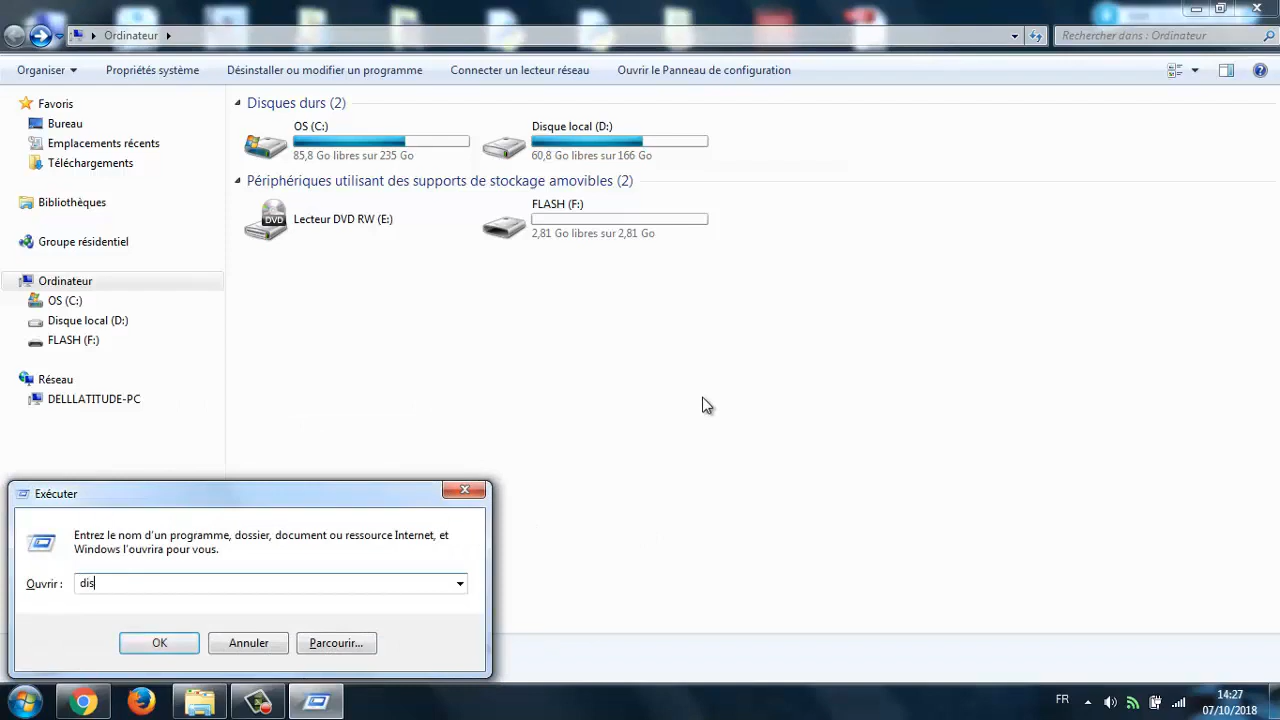 Ordinateur
Rechercher dans : Ordinateur
Organiser
Propriétés système
Désinstaller ou modifier un programme
Connecter un lecteur réseau
Ouvrir le Panneau de configuration
Favoris
Bureau
Emplacements récents
Téléchargements
Bibliothèques
Groupe résidentiel
Ordinateur
OS (C:)
Disque local (D:)
FLASH (F:)
Réseau
DELLLATITUDE-PC
Disques durs (2)
OS (C:)
85,8 Go libres sur 235 Go
Disque local (D:)
60,8 Go libres sur 166 Go
Périphériques utilisant des supports de stockage amovibles (2)
DVD
Lecteur DVD RW (E:)
FLASH (F:)
2,81 Go libres sur 2,81 Go
Exécuter
Entrez le nom d'un programme, dossier, document ou ressource Internet, et
Windows l'ouvrira pour vous.
Ouvrir :
dis
OK
Annuler
Parcourir...
FR
14:27
07/10/2018